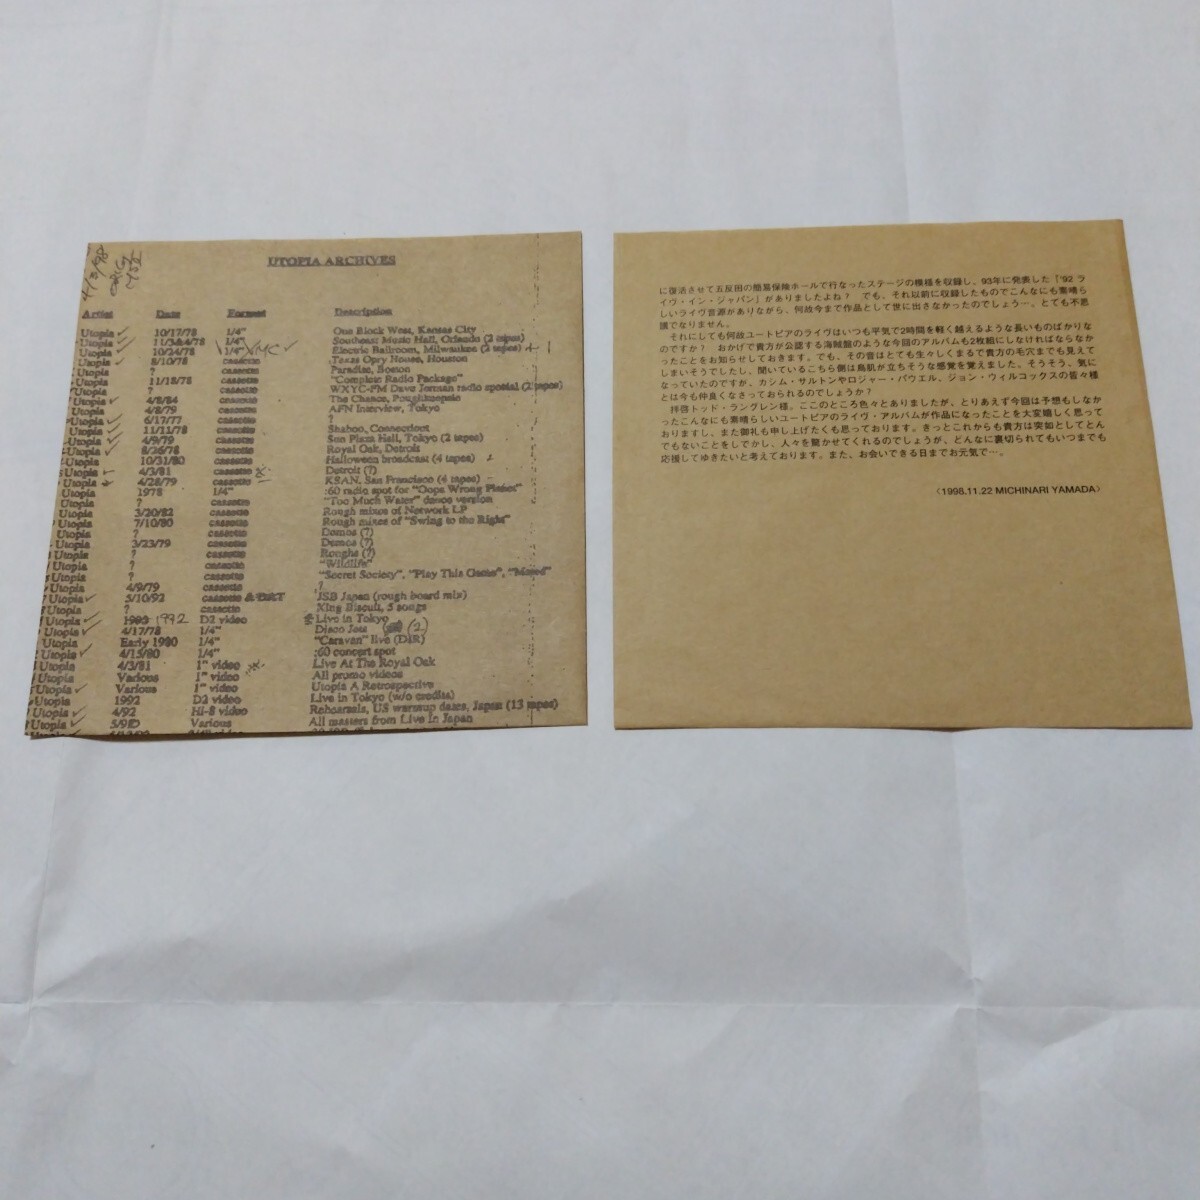 4/3/98
UTOPIA ARCHIVES
Artist Date Format Description
Utopia 10/17/78 1/4" One Block West, Kansas City
Utopia 11/3&4/78 1/4" Southeast Music Hall, Orlando (2 tapes)
Utopia 10/24/78 1/4" Electric Ballroom, Milwaukee (2 tapes) + 1
Utopia 8/10/78 cassette Texas Opry House, Houston
Utopia ? cassette Paradise, Boston
Utopia 11/18/78 cassette "Complete Radio Package"
Utopia ? cassette WXYC-FM Dave Jerman radio special (2 tapes)
Utopia 4/8/84 cassette The Chance, Poughkeepsie
Utopia 4/8/79 cassette AFN Interview, Tokyo
Utopia 6/17/77 cassette ?
Utopia 11/11/78 cassette Shaboo, Connecticut
Utopia 4/9/79 cassette Sun Plaza Hall, Tokyo (2 tapes)
Utopia 8/26/78 cassette Royal Oak, Detroit
Utopia 10/31/80 cassette Halloween broadcast (4 tapes)
Utopia 4/3/81 cassette Detroit (?)
Utopia 4/28/79 cassette KSAN, San Francisco (4 tapes)
Utopia 1978 1/4" :60 radio spot for "Oops Wrong Planet"
Utopia ? cassette "Too Much Water" dance version
Utopia 3/20/82 cassette Rough mixes of Network LP
Utopia 7/10/80 cassette Rough mixes of "Swing to the Right"
Utopia ? cassette Demos (?)
Utopia 3/23/79 cassette Demos (?)
Utopia ? cassette Roughs (?)
Utopia ? cassette "Wildlife"
Utopia ? cassette "Secret Society", "Play This Game", "Mated"
Utopia 4/9/79 cassette ?
Utopia 5/10/92 cassette & DAT JSB Japan (rough board mix)
Utopia ? cassette King Biscuit, 5 songs
Utopia 1983 1992 D2 video Live in Tokyo
Utopia 4/17/78 1/4" Disco Jets (2)
Utopia Early 1980 1/4" "Caravan" live (DIR)
Utopia 4/15/80 1/4" :60 concert spot
Utopia 4/3/81 1" video Live At The Royal Oak
Utopia Various 1" video All promo videos
Utopia Various 1" video Utopia A Retrospective
Utopia 1992 D2 video Live in Tokyo (w/o credits)
Utopia 4/92 Hi-8 video Rehearsals, US warmup dates, Japan (13 tapes)
Utopia Various All masters from Live in Japan
に復活させて五反田の簡易保険ホールで行なったステージの模様を収録し、93年に発表した「'92 ラ
イヴ・イン・ジャパン」がありましたよね？ でも、それ以前に収録したものでこんなにも素晴ら
しいライヴ音源がありながら、何故今まで作品として世に出さなかったのでしょう…。とても不思
議でなりません。
それにしても何故ユートピアのライヴはいつも平気で2時間を軽く越えるような長いものばかりな
のですか？ おかげで貴方が公認する海賊盤のような今回のアルバムも2枚組にしなければならなか
ったことをお知らせしておきます。でも、その音はとても生々しくまるで貴方の毛穴までも見えて
しまいそうでしたし、聞いているこちら側は鳥肌が立ちそうな感覚を覚えました。そうそう、気に
なっていたのですが、カシム・サルトンやロジャー・パウエル、ジョン・ウィルコックスの皆々様
とは今も仲良くなさっておられるのでしょうか？
拝啓トッド・ラングレン様。ここのところ色々とありましたが、とりあえず今回は予想もしなか
ったこんなにも素晴らしいユートピアのライヴ・アルバムが作品になったことを大変嬉しく思って
おりますし、また御礼も申し上げたくも思っております。きっとこれからも貴方は突如としてとん
でもないことをしでかし、人々を驚かせてくれるのでしょうが、どんなに裏切られてもいつまでも
応援してゆきたいと考えております。また、お会いできる日までお元気で…。
〈1998.11.22 MICHINARI YAMADA〉